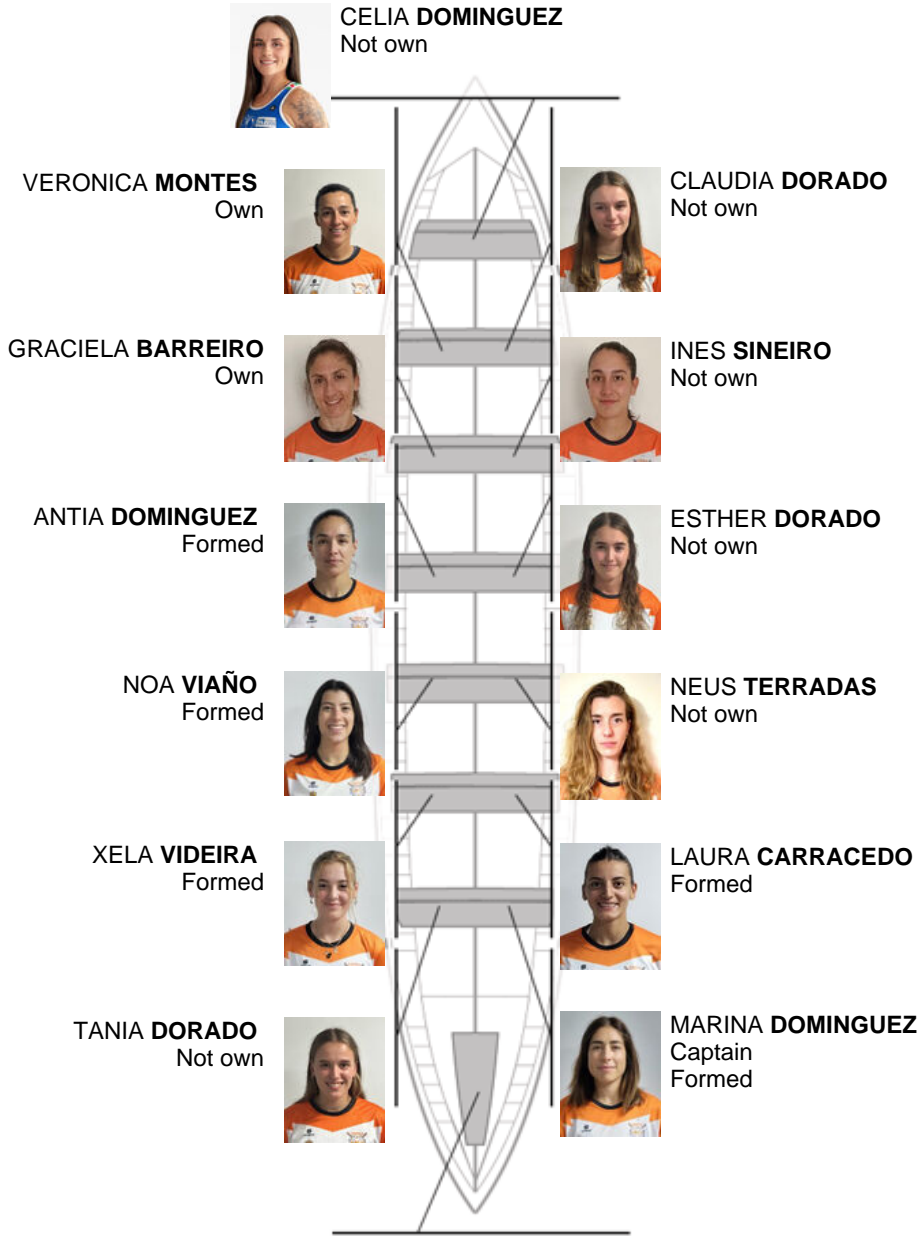 CELIA DOMINGUEZ
Not own
VERONICA MONTES
Own
CLAUDIA DORADO
Not own
GRACIELA BARREIRO
Own
INES SINEIRO
Not own
ANTIA DOMINGUEZ
Formed
ESTHER DORADO
Not own
NOA VIAÑO
Formed
NEUS TERRADAS
Not own
XELA VIDEIRA
Formed
LAURA CARRACEDO
Formed
TANIA DORADO
Not own
MARINA DOMINGUEZ
Captain
Formed